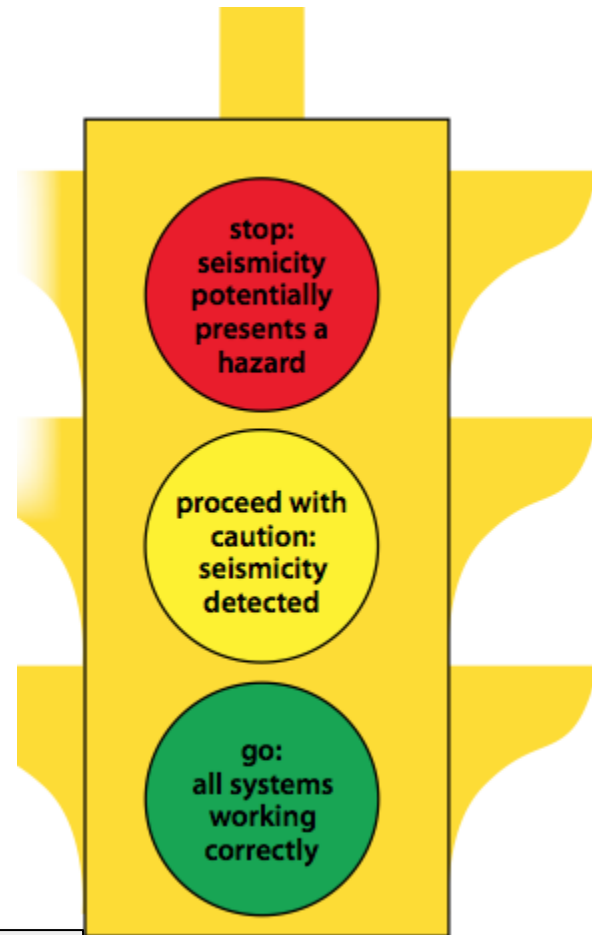 stop:
seismicity
potentially
presents a
hazard
proceed with
caution:
seismicity
detected
go:
all systems
working
correctly